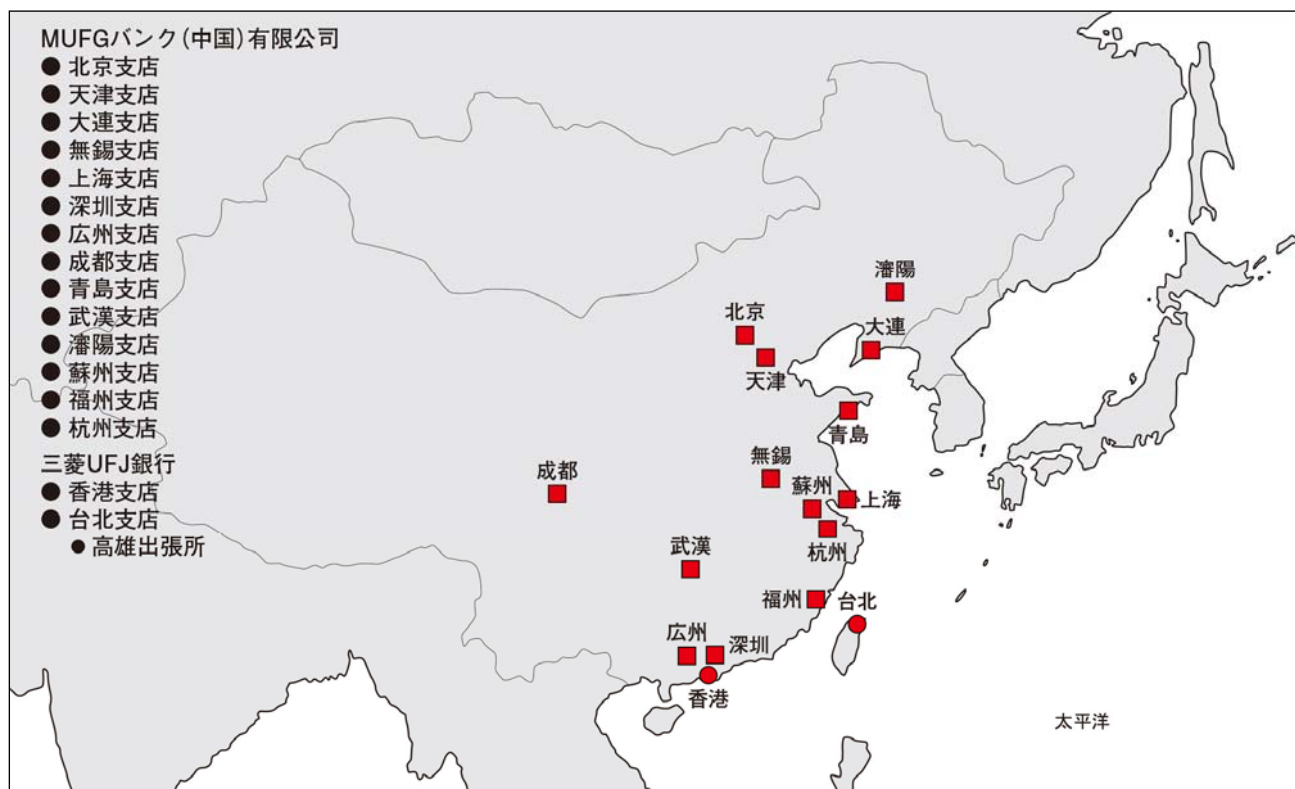 MUFGバンク(中国)有限公司
● 北京支店
● 天津支店
● 大連支店
● 無錫支店
● 上海支店
● 深圳支店
● 広州支店
● 成都支店
● 青島支店
● 武漢支店
● 瀋陽支店
● 蘇州支店
● 福州支店
● 杭州支店
三菱UFJ銀行
● 香港支店
● 台北支店
● 高雄出張所
瀋陽
北京
大連
天津
青島
成都
無錫
蘇州
上海
杭州
武漢
福州
台北
広州
深圳
香港
太平洋